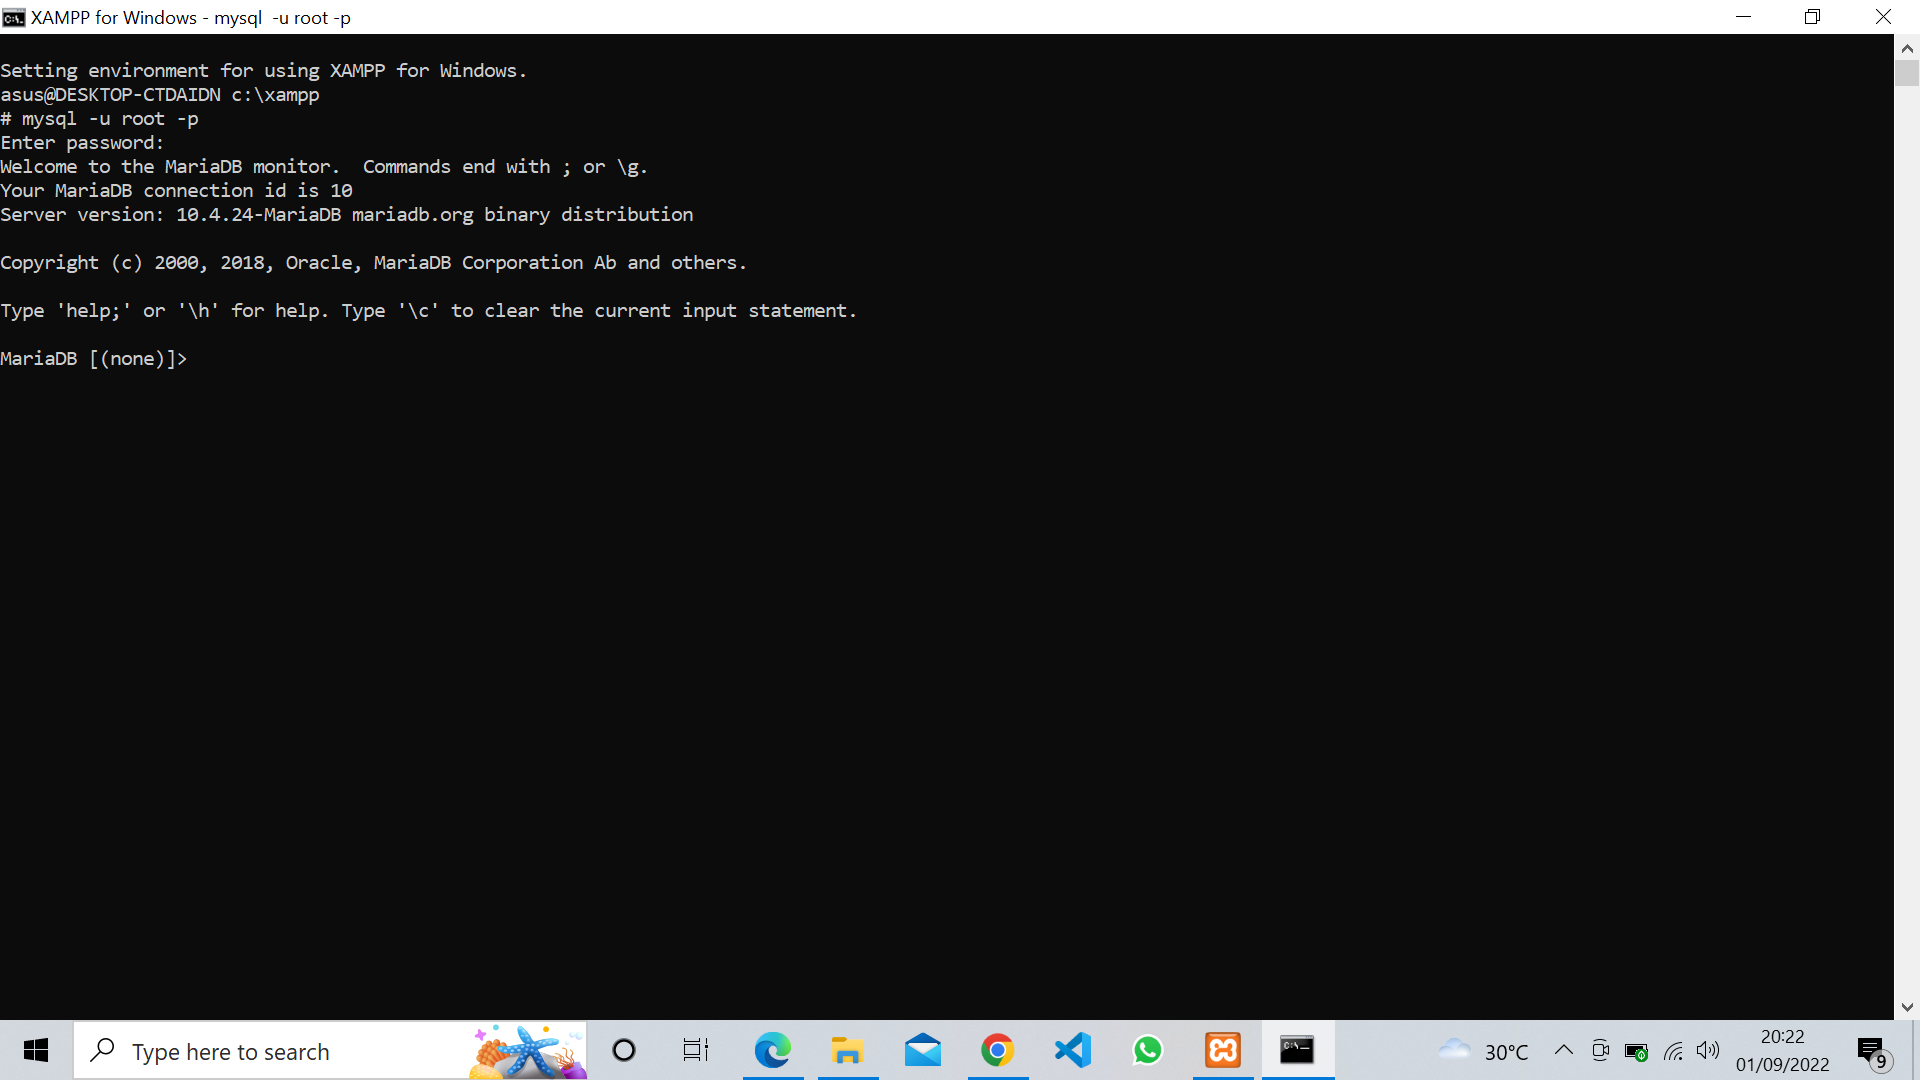 XAMPP for Windows - mysql  -u root -p
Setting environment for using XAMPP for Windows.
asus@DESKTOP-CTDAIDN c:\xampp
# mysql -u root -p
Enter password:
Welcome to the MariaDB monitor.  Commands end with ; or \g.
Your MariaDB connection id is 10
Server version: 10.4.24-MariaDB mariadb.org binary distribution
Copyright (c) 2000, 2018, Oracle, MariaDB Corporation Ab and others.
Type 'help;' or '\h' for help. Type '\c' to clear the current input statement.
MariaDB [(none)]>
Type here to search
30°C
20:22
01/09/2022
9